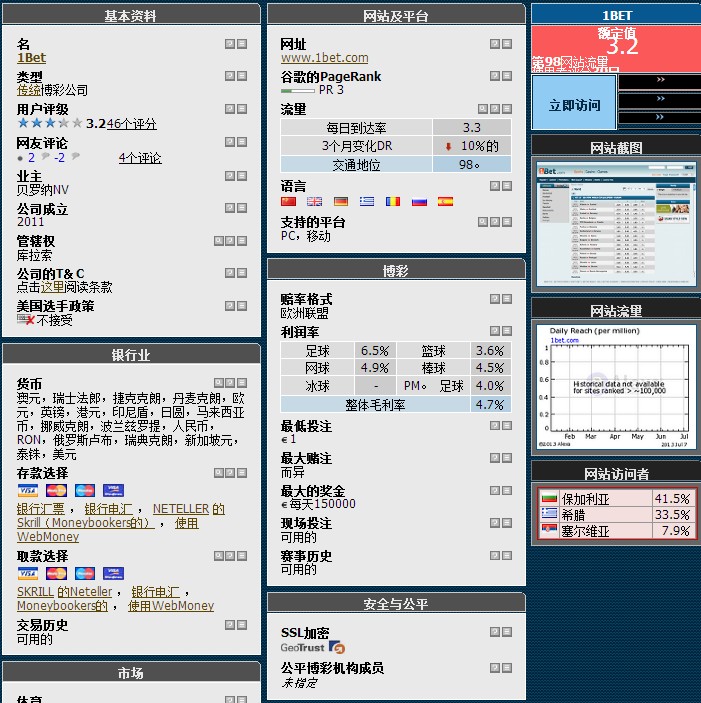 基本资料
名
1Bet
类型
传统博彩公司
用户评级
3.246个评分
网友评论
2 -2 4个评论
业主
贝罗纳NV
公司成立
2011
管辖权
库拉索
公司的T& C
点击这里阅读条款
美国选手政策
不接受
银行业
货币
澳元，瑞士法郎，捷克克朗，丹麦克朗，欧
元，英镑，港元，印尼盾，日圆，马来西亚
币，挪威克朗，波兰兹罗提，人民币，
RON，俄罗斯卢布，瑞典克朗，新加坡元，
泰铢，美元
存款选择
VISA
银行汇票 ， 银行电汇 ， NETELLER 的
Skrill（Moneybookers的） ， 使用
WebMoney
取款选择
VISA
SKRILL 的Neteller ， 银行电汇 ，
Moneybookers的 ， 使用WebMoney
交易历史
可用的
市场
体育
网站及平台
网址
www.1bet.com
谷歌的PageRank
PR 3
流量
每日到达率 3.3
3个月变化DR 10%的
交通地位 98。
语言
支持的平台
PC，移动
博彩
赔率格式
欧洲联盟
利润率
足球 6.5% 篮球 3.6%
网球 4.9% 棒球 4.5%
冰球 - PM。 足球 4.0%
整体毛利率 4.7%
最低投注
€ 1
最大赌注
而异
最大的奖金
€ 每天150000
现场投注
可用的
赛事历史
可用的
安全与公平
SSL加密
GeoTrust
公平博彩机构成员
未指定
1BET
额定值
3.2
第98网站流量
立即访问
>>
>>
>>
网站截图
1Bet.com
网站流量
Daily Reach (per million)
1bet.com
1
0.8
0.6
0.4
0.2
0
Historical data not available
for sites ranked > ~100,000
Feb Mar Apr May Jun Jul
©2013 Alexa 2013 Jul 7
网站访问者
保加利亚 41.5%
希腊 33.5%
塞尔维亚 7.9%